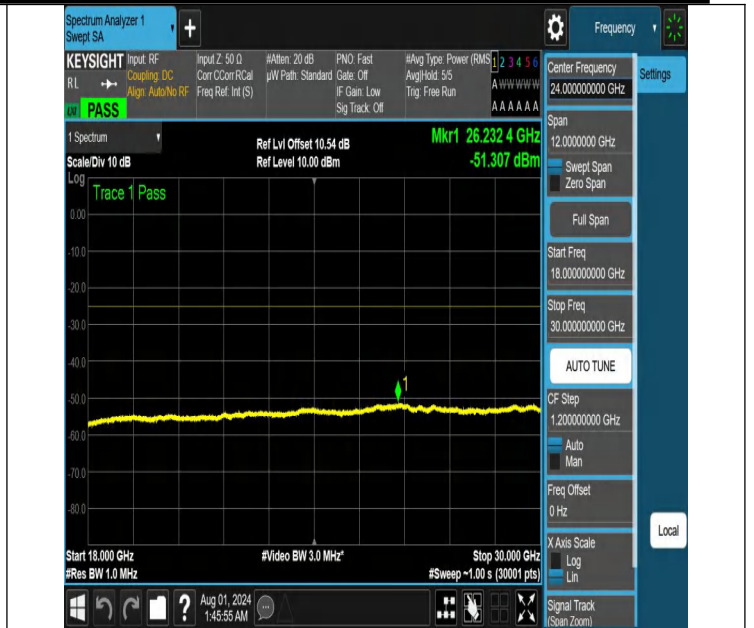 Spectrum Analyzer 1
Swept SA
+
Frequency
KEYSIGHT
RL
PASS
Input: RF
Coupling: DC
Align: Auto/No RF
Input Z: 50 Ω
Corr CCorr RCal
Freq Ref: Int (S)
#Atten: 20 dB
µW Path: Standard
PNO: Fast
Gate: Off
IF Gain: Low
Sig Track: Off
#Avg Type: Power (RMS
Avg|Hold: 5/5
Trig: Free Run
1 2 3 4 5 6
A W W W W W
A A A A A A
Center Frequency
24.000000000 GHz
Settings
Span
12.0000000 GHz
Swept Span
Zero Span
Full Span
Start Freq
18.000000000 GHz
Stop Freq
30.000000000 GHz
AUTO TUNE
CF Step
1.200000000 GHz
Auto
Man
Freq Offset
0 Hz
X Axis Scale
Log
Lin
Local
Signal Track
(Span Zoom)
1 Spectrum
Scale/Div 10 dB
Ref Lvl Offset 10.54 dB
Ref Level 10.00 dBm
Mkr1 26.232 4 GHz
-51.307 dBm
Log
Trace 1 Pass
0.00
-10.0
-20.0
-30.0
-40.0
-50.0
-60.0
-70.0
-80.0
1
Start 18.000 GHz
#Video BW 3.0 MHz*
Stop 30.000 GHz
#Res BW 1.0 MHz
#Sweep ~1.00 s (30001 pts)
?
Aug 01, 2024
1:45:55 AM